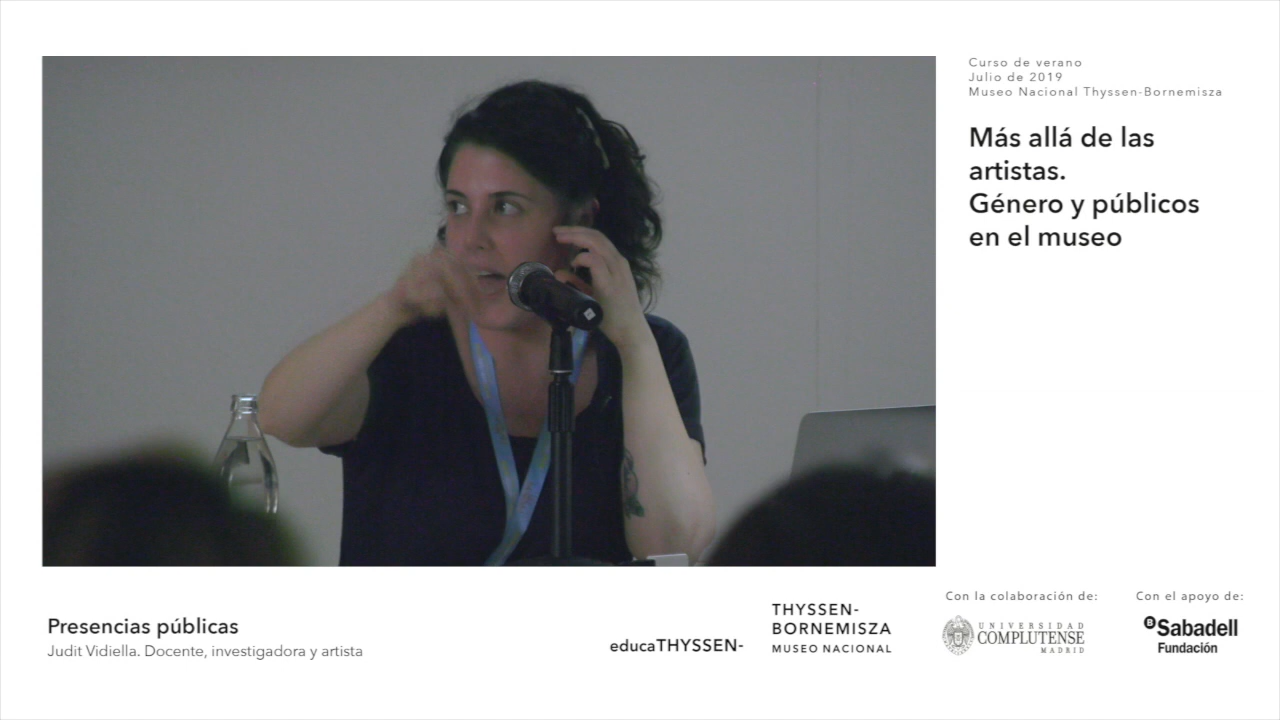 Curso de verano
Julio de 2019
Museo Nacional Thyssen-Bornemisza
Más allá de las
artistas.
Género y públicos
en el museo
Presencias públicas
Judit Vidiella. Docente, investigadora y artista
educaTHYSSEN-
THYSSEN-
BORNEMISZA
MUSEO NACIONAL
Con la colaboración de:
UNIVERSIDAD
COMPLUTENSE
MADRID
Con el apoyo de:
B Sabadell
Fundación